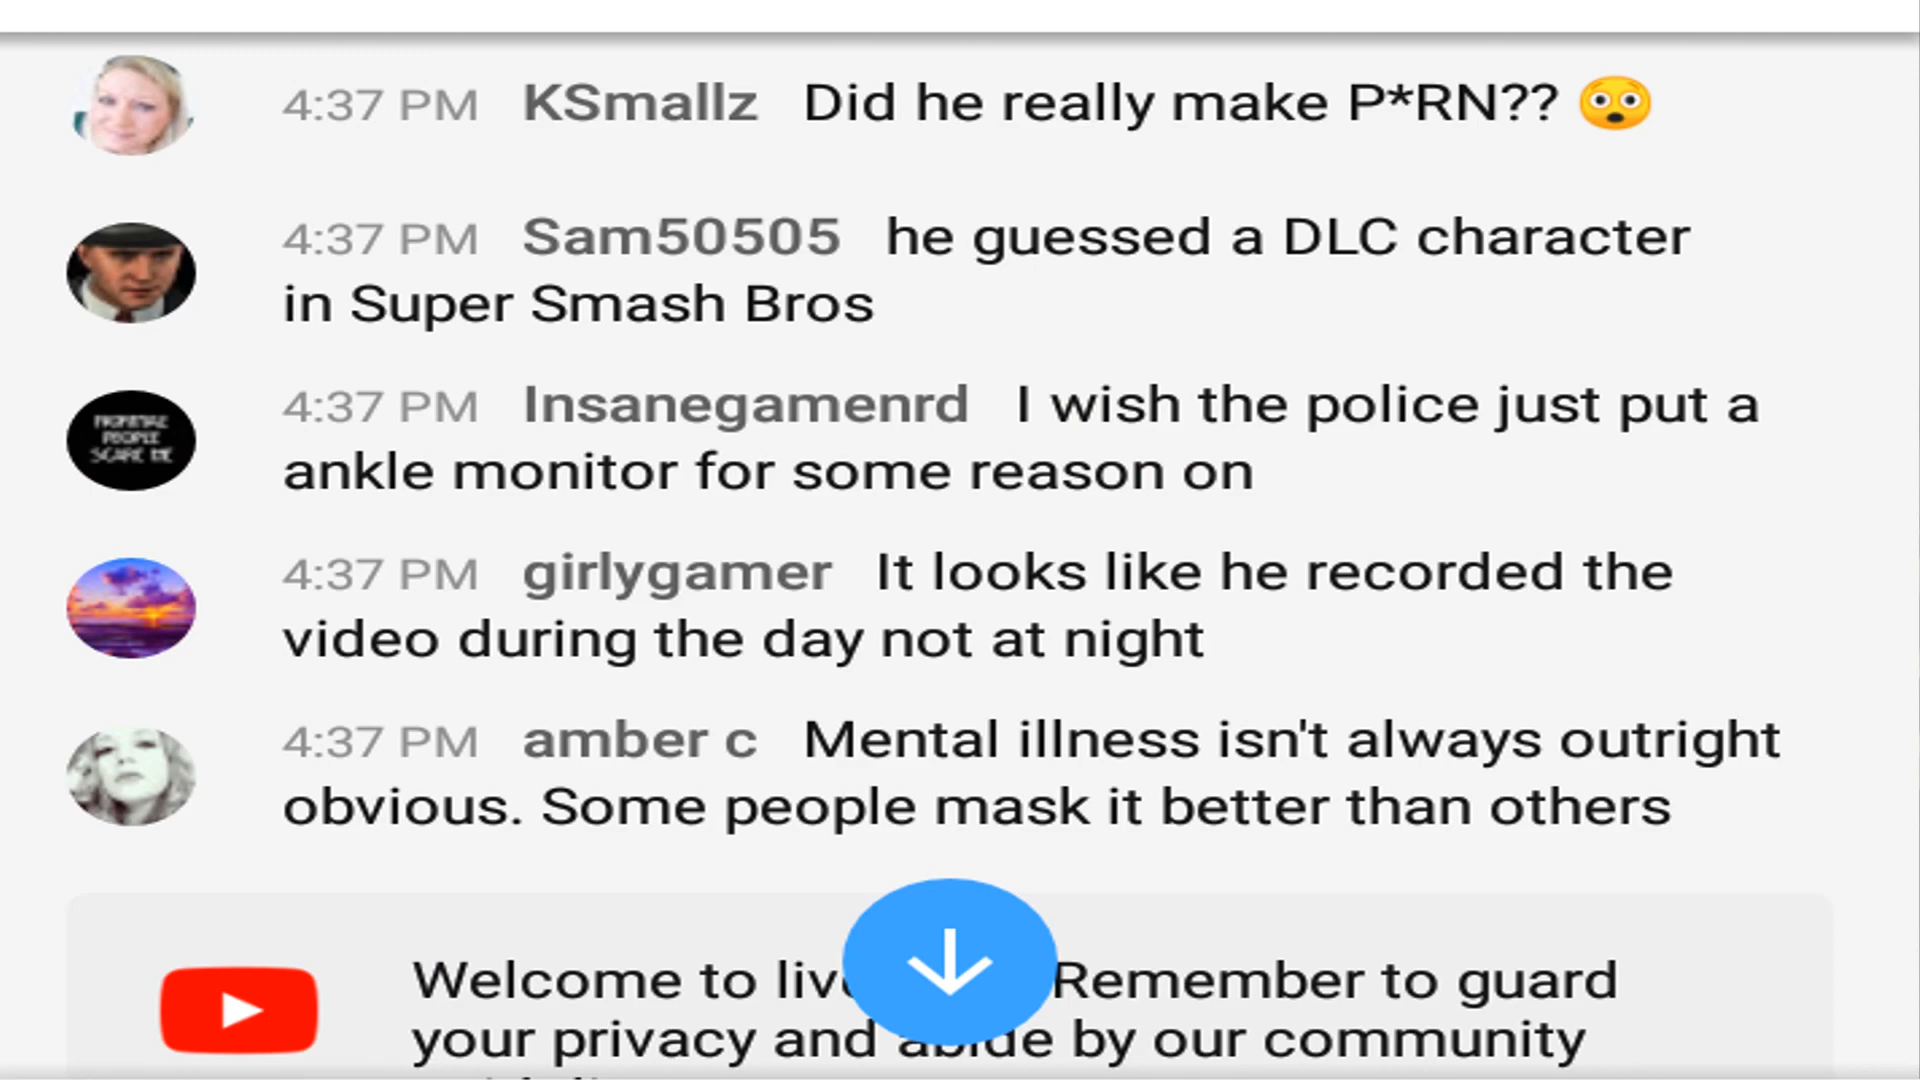 4:37 PM KSmallz Did he really make P*RN?? 😳
4:37 PM Sam50505 he guessed a DLC character
in Super Smash Bros
4:37 PM Insanegamenrd I wish the police just put a
PEOPLE
SCARE ME
ankle monitor for some reason on
4:37 PM girlygamer It looks like he recorded the
video during the day not at night
4:37 PM amber c Mental illness isn't always outright
obvious. Some people mask it better than others
Welcome to Remember to guard
your privacy and by our community